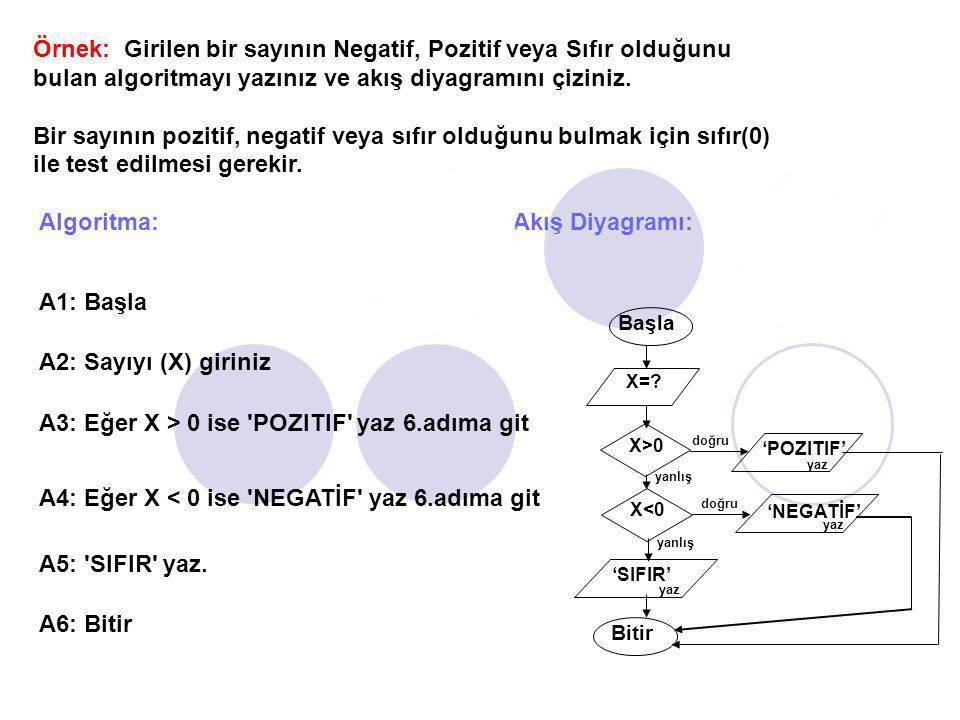 Örnek: Girilen bir sayının Negatif, Pozitif veya Sıfır olduğunu
bulan algoritmayı yazınız ve akış diyagramını çiziniz.
Bir sayının pozitif, negatif veya sıfır olduğunu bulmak için sıfır(0)
ile test edilmesi gerekir.
Algoritma:
A1: Başla
A2: Sayıyı (X) giriniz
A3: Eğer X > 0 ise 'POZITIF' yaz 6.adıma git
A4: Eğer X < 0 ise 'NEGATİF' yaz 6.adıma git
A5: 'SIFIR' yaz.
A6: Bitir
Akış Diyagramı:
Başla
X=?
X>0
doğru
‘POZITIF’
yaz
yanlış
X<0
doğru
‘NEGATİF’
yaz
yanlış
‘SIFIR’
yaz
Bitir